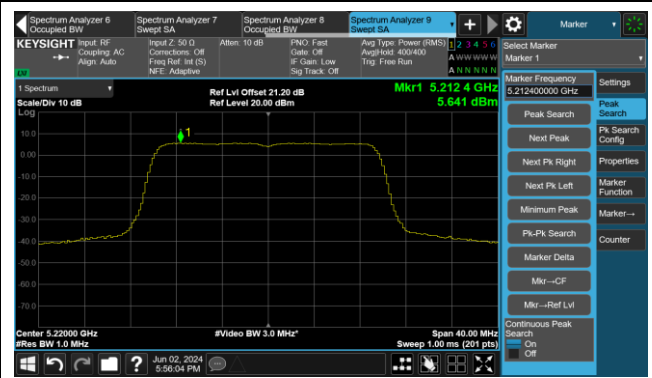 Spectrum Analyzer 6
Occupied BW
Spectrum Analyzer 7
Swept SA
Spectrum Analyzer 8
Occupied BW
Spectrum Analyzer 9
Swept SA
Marker
KEYSIGHT
Input: RF
Coupling: AC
Align: Auto
Input Z: 50 Ω
Corrections: Off
Freq Ref: Int (S)
NFE: Adaptive
Atten: 10 dB
PNO: Fast
Gate: Off
IF Gain: Low
Sig Track: Off
Avg Type: Power (RMS)
Avg|Hold: 400/400
Trig: Free Run
1 2 3 4 5 6
A W W W W W
A N N N N N
LXI
Select Marker
Marker 1
1 Spectrum
Scale/Div 10 dB
Log
Ref Lvl Offset 21.20 dB
Ref Level 20.00 dBm
Mkr1 5.212 4 GHz
5.641 dBm
1
10.0
0.00
-10.0
-20.0
-30.0
-40.0
-50.0
-60.0
-70.0
Center 5.22000 GHz
#Res BW 1.0 MHz
#Video BW 3.0 MHz*
Span 40.00 MHz
Sweep 1.00 ms (201 pts)
Marker Frequency
5.212400000 GHz
Peak Search
Next Peak
Next Pk Right
Next Pk Left
Minimum Peak
Pk-Pk Search
Marker Delta
Mkr→CF
Mkr→Ref Lvl
Continuous Peak
Search
On
Off
Settings
Peak
Search
Pk Search
Config
Properties
Marker
Function
Marker→
Counter
?
Jun 02, 2024
5:56:04 PM